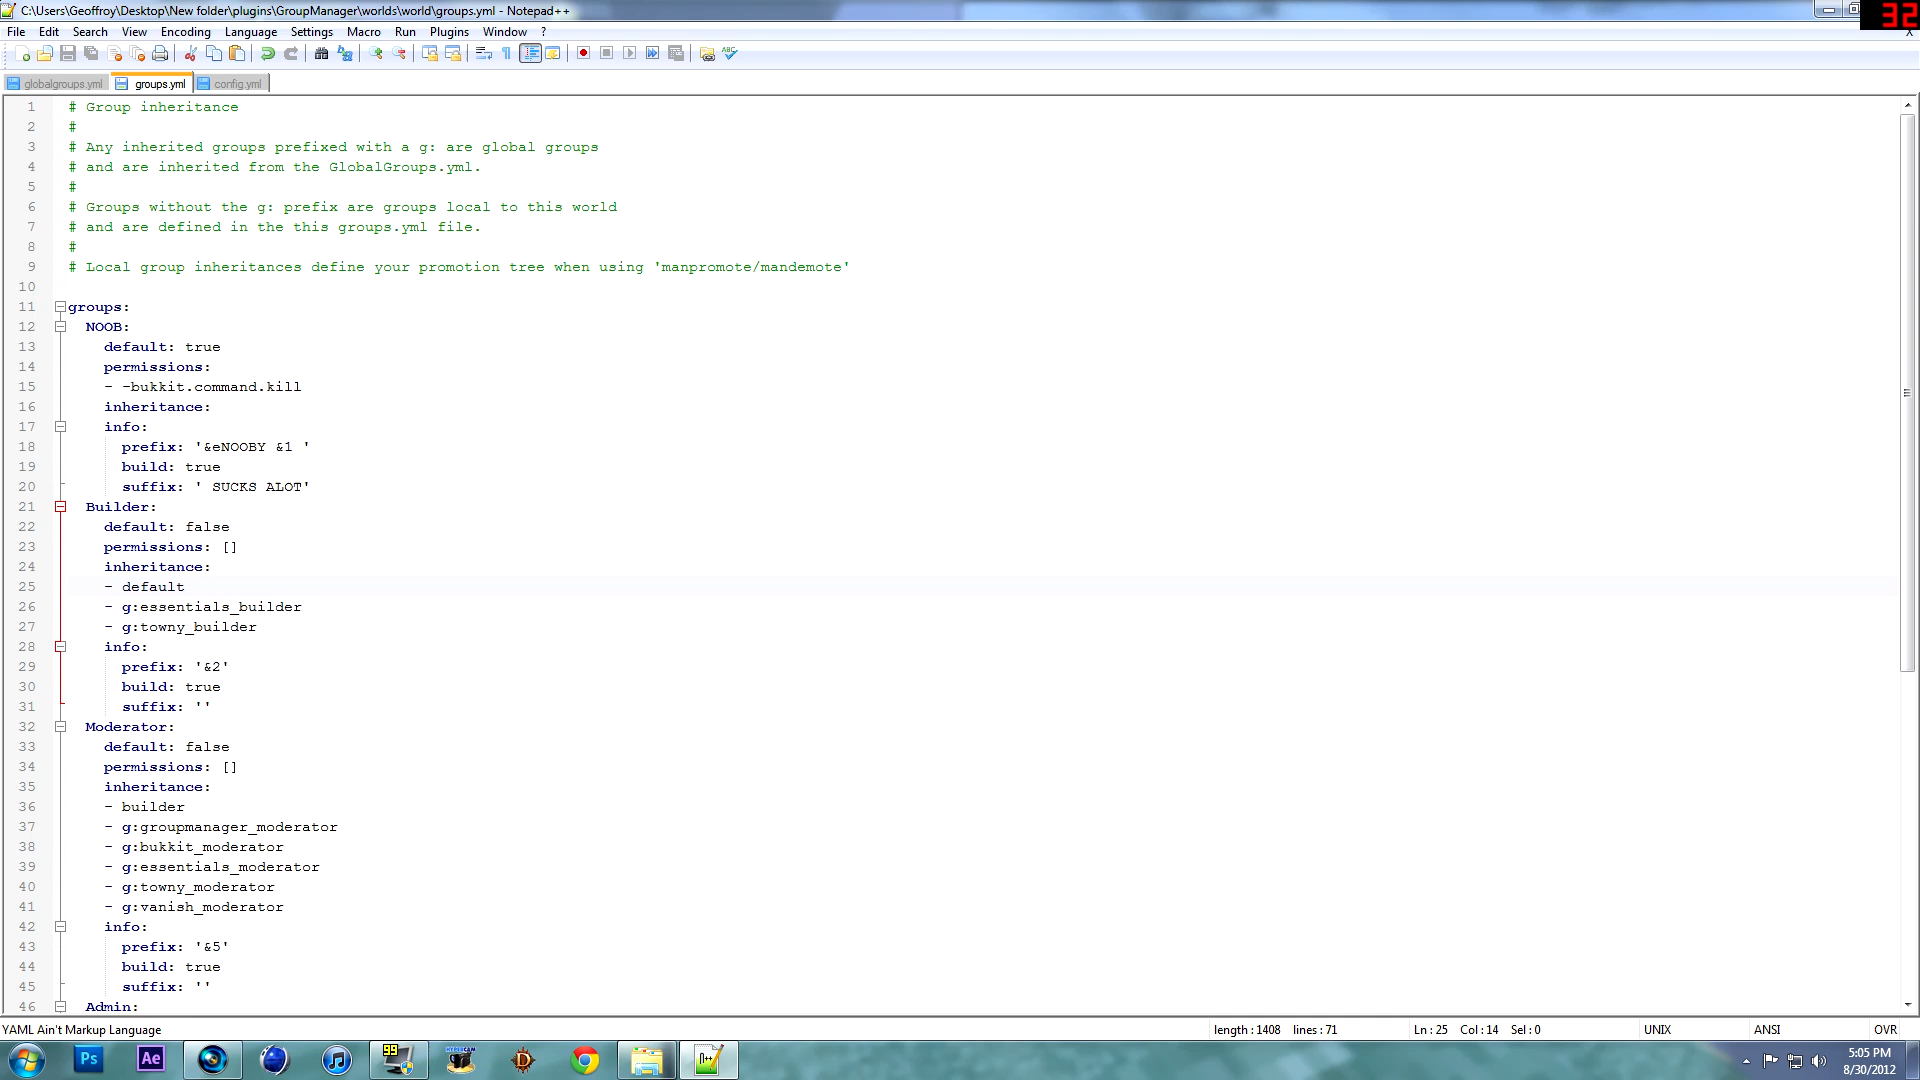 C:\Users\Geoffroy\Desktop\New folder\plugins\GroupManager\worlds\world\groups.yml - Notepad++
32
File Edit Search View Encoding Language Settings Macro Run Plugins Window ? X
globalgroups.yml groups.yml config.yml
1 # Group inheritance
2 #
3 # Any inherited groups prefixed with a g: are global groups
4 # and are inherited from the GlobalGroups.yml.
5 #
6 # Groups without the g: prefix are groups local to this world
7 # and are defined in the this groups.yml file.
8 #
9 # Local group inheritances define your promotion tree when using 'manpromote/mandemote'
10
11 groups:
12 NOOB:
13 default: true
14 permissions:
15 - -bukkit.command.kill
16 inheritance:
17 info:
18 prefix: '&eNOOBY &1 '
19 build: true
20 suffix: ' SUCKS ALOT'
21 Builder:
22 default: false
23 permissions: []
24 inheritance:
25 - default
26 - g:essentials_builder
27 - g:towny_builder
28 info:
29 prefix: '&2'
30 build: true
31 suffix: ''
32 Moderator:
33 default: false
34 permissions: []
35 inheritance:
36 - builder
37 - g:groupmanager_moderator
38 - g:bukkit_moderator
39 - g:essentials_moderator
40 - g:towny_moderator
41 - g:vanish_moderator
42 info:
43 prefix: '&5'
44 build: true
45 suffix: ''
46 Admin:
YAML Ain't Markup Language length : 1408 lines : 71 Ln : 25 Col : 14 Sel : 0 UNIX ANSI OVR
Ps Ae 99 5:05 PM
8/30/2012